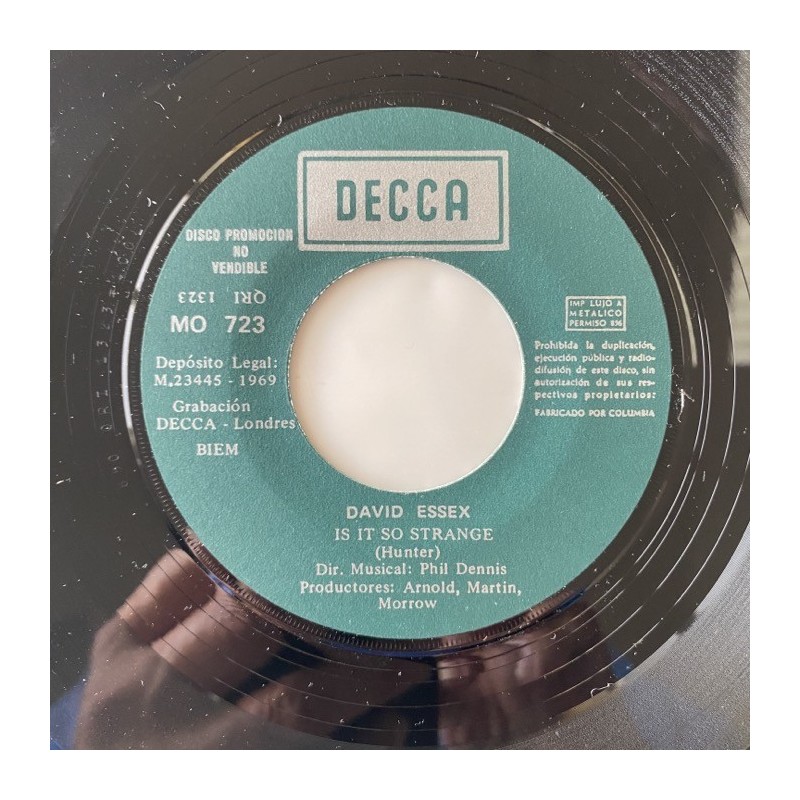 DECCA
DISCO PROMOCION
NO
VENDIBLE
QRI 1323
MO 723
Depósito Legal:
M.23445 - 1969
Grabación
DECCA - Londres
BIEM
IMP LUJO A
METALICO
PERMISO 896
Prohibida la duplicación,
ejecución pública y radio-
difusión de este disco, sin
autorización de sus res-
pectivos propietarios:
FABRICADO POR COLUMBIA
DAVID ESSEX
IS IT SO STRANGE
(Hunter)
Dir. Musical: Phil Dennis
Productores: Arnold, Martin,
Morrow